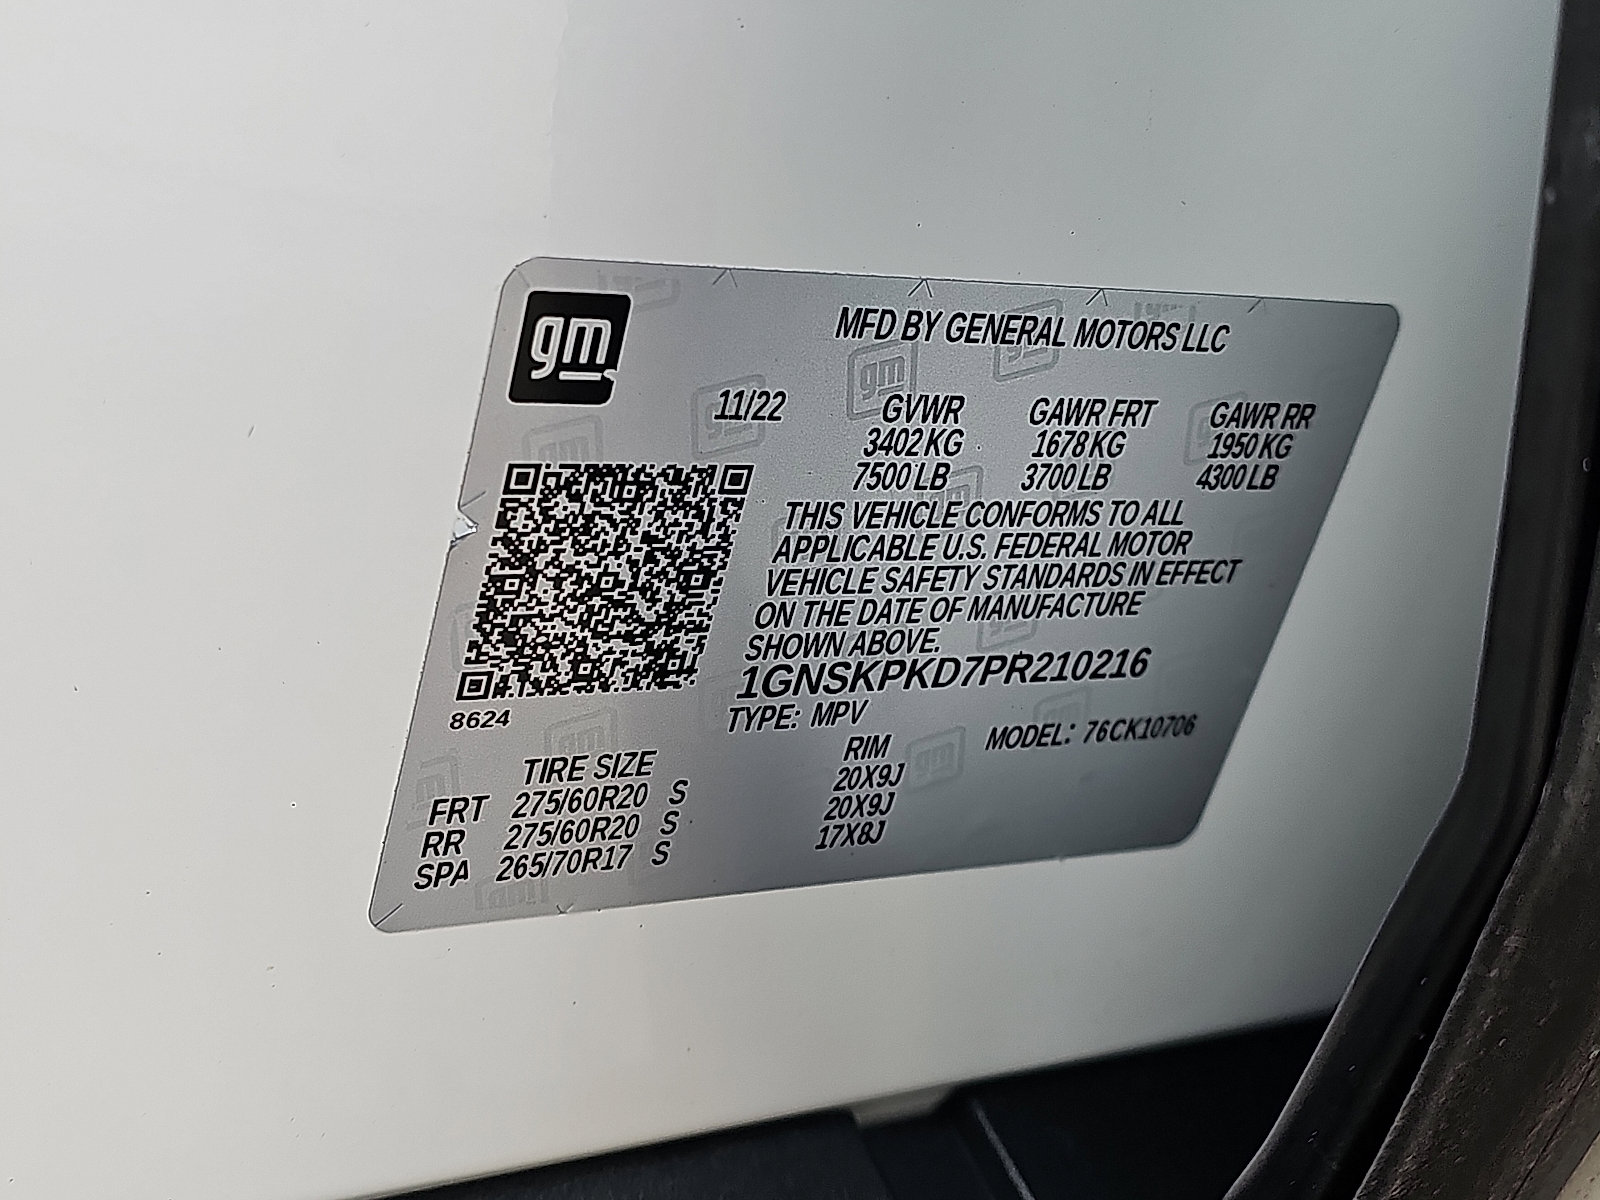 gm
MFD BY GENERAL MOTORS LLC
11/22 GVWR GAWR FRT GAWR RR
3402 KG 1678 KG 1950 KG
7500 LB 3700 LB 4300 LB
THIS VEHICLE CONFORMS TO ALL
APPLICABLE U.S. FEDERAL MOTOR
VEHICLE SAFETY STANDARDS IN EFFECT
ON THE DATE OF MANUFACTURE
SHOWN ABOVE.
1GNSKPKD7PR210216
8624
TYPE: MPV
MODEL: 76CK10706
TIRE SIZE RIM
FRT 275/60R20 S 20X9J
RR 275/60R20 S 20X9J
SPA 265/70R17 S 17X8J